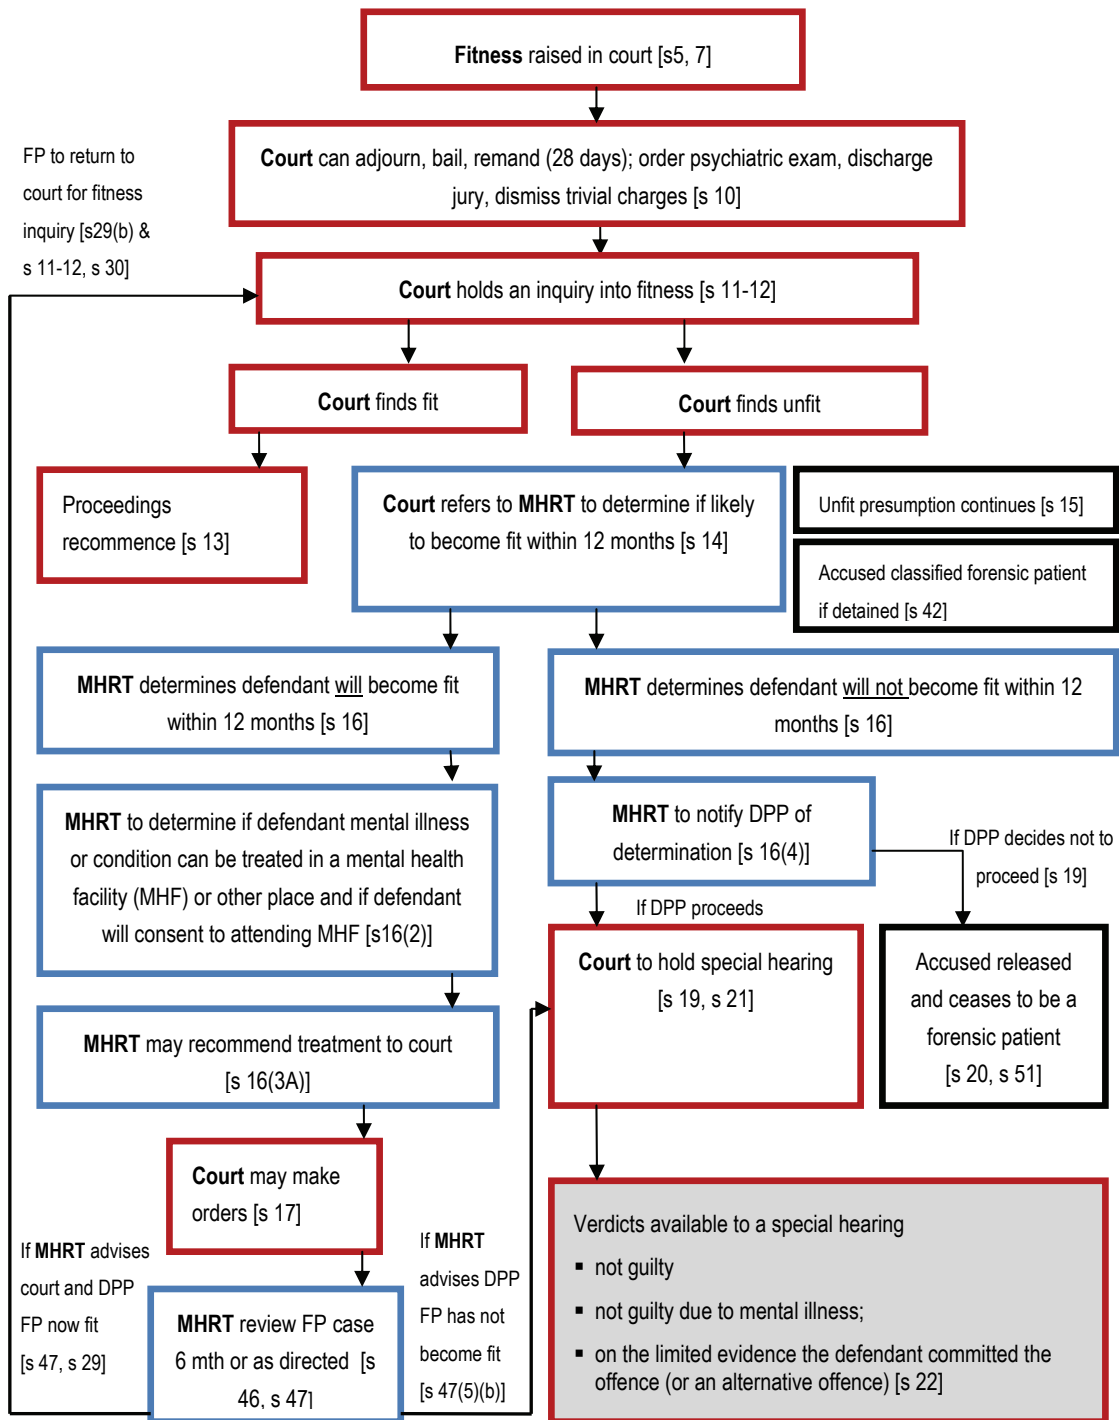 Fitness raised in court [s5, 7]
FP to return to
court for fitness
inquiry [s29(b) &
s 11-12, s 30]
Court can adjourn, bail, remand (28 days); order psychiatric exam, discharge
jury, dismiss trivial charges [s 10]
Court holds an inquiry into fitness [s 11-12]
Court finds fit
Court finds unfit
Proceedings
recommence [s 13]
Court refers to MHRT to determine if likely
to become fit within 12 months [s 14]
Unfit presumption continues [s 15]
Accused classified forensic patient
if detained [s 42]
MHRT determines defendant will become fit
within 12 months [s 16]
MHRT determines defendant will not become fit within 12
months [s 16]
MHRT to determine if defendant mental illness
or condition can be treated in a mental health
facility (MHF) or other place and if defendant
will consent to attending MHF [s16(2)]
MHRT to notify DPP of
determination [s 16(4)]
If DPP decides not to
proceed [s 19]
If DPP proceeds
Court to hold special hearing
[s 19, s 21]
Accused released
and ceases to be a
forensic patient
[s 20, s 51]
MHRT may recommend treatment to court
[s 16(3A)]
Court may make
orders [s 17]
If MHRT advises
court and DPP
FP now fit
[s 47, s 29]
MHRT review FP case
6 mth or as directed [s
46, s 47]
If MHRT
advises DPP
FP has not
become fit
[s 47(5)(b)]
Verdicts available to a special hearing
▪ not guilty
▪ not guilty due to mental illness;
▪ on the limited evidence the defendant committed the
offence (or an alternative offence) [s 22]